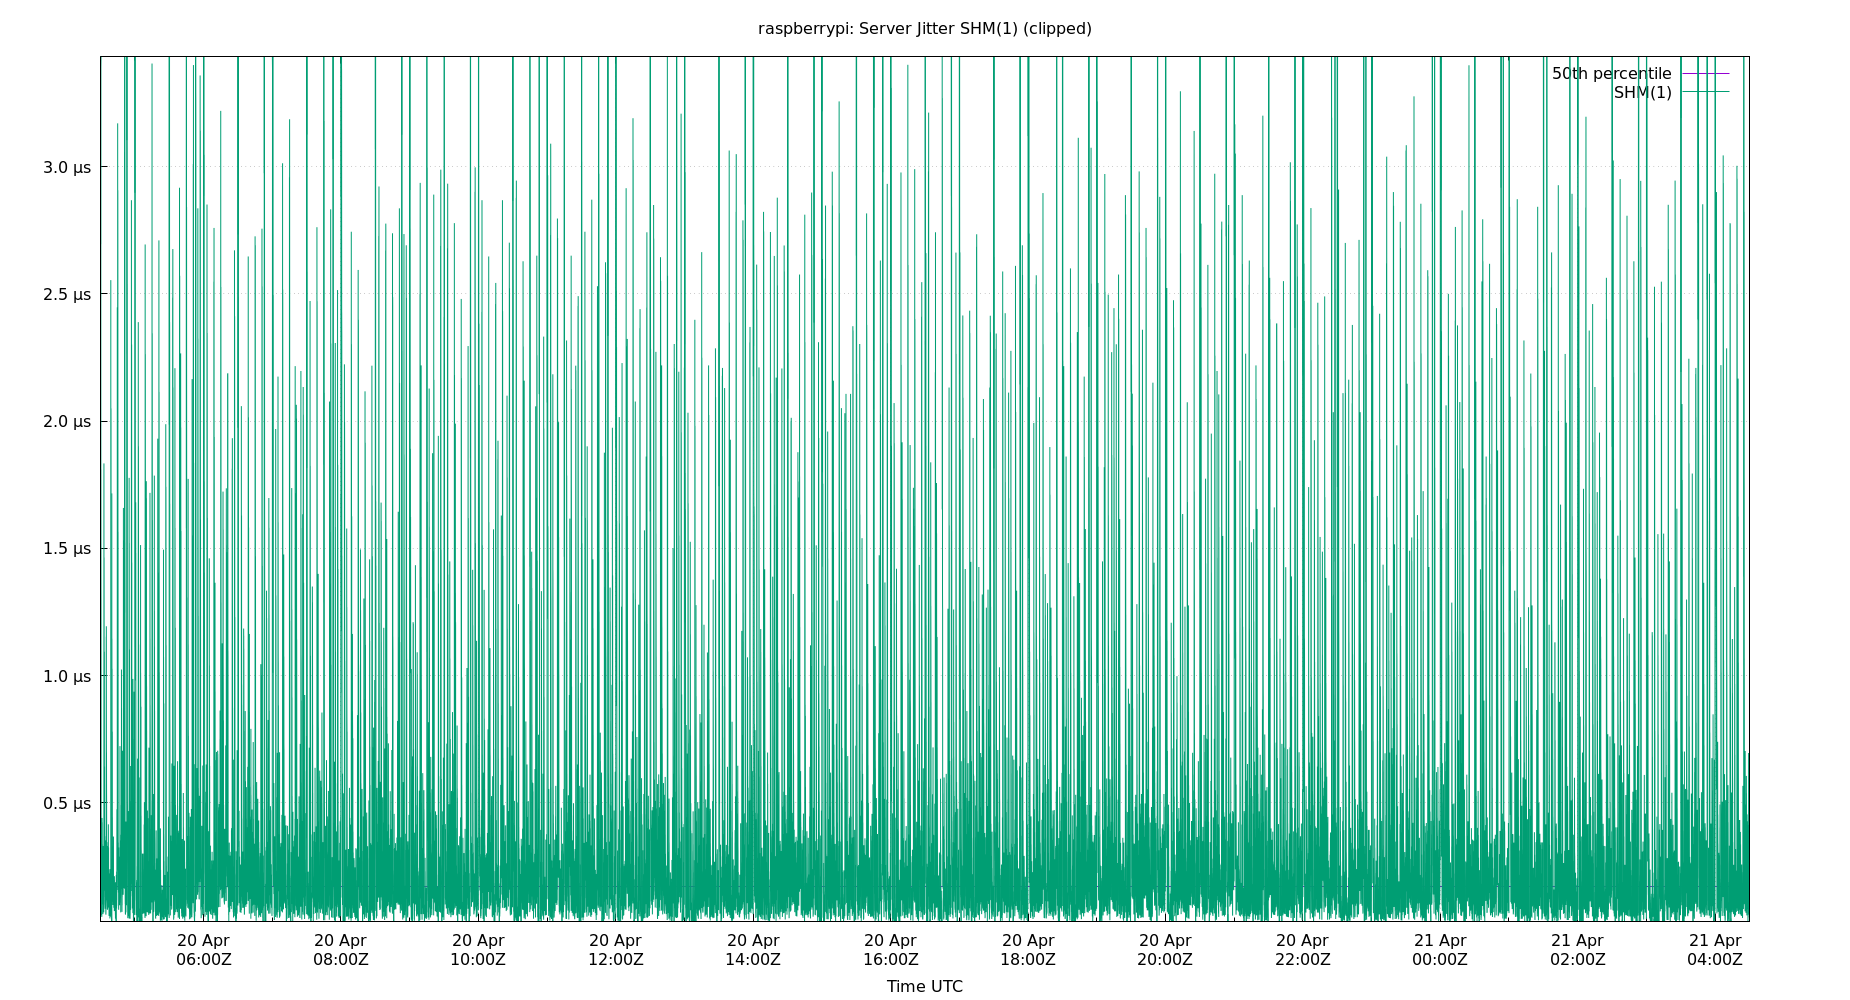 raspberrypi: Server Jitter SHM(1) (clipped)
50th percentile
SHM(1)
3.0 µs
2.5 µs
2.0 µs
1.5 µs
1.0 µs
0.5 µs
20 Apr 20 Apr 20 Apr 20 Apr 20 Apr 20 Apr 20 Apr 20 Apr 20 Apr 21 Apr 21 Apr 21 Apr
06:00Z 08:00Z 10:00Z 12:00Z 14:00Z 16:00Z 18:00Z 20:00Z 22:00Z 00:00Z 02:00Z 04:00Z
Time UTC